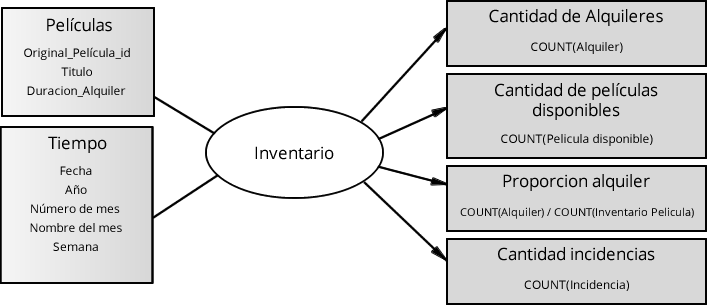 Películas
Original_Película_id
Titulo
Duracion_Alquiler
Tiempo
Fecha
Año
Número de mes
Nombre del mes
Semana
Inventario
Cantidad de Alquileres
COUNT(Alquiler)
Cantidad de películas
disponibles
COUNT(Pelicula disponible)
Proporcion alquiler
COUNT(Alquiler) / COUNT(Inventario Pelicula)
Cantidad incidencias
COUNT(Incidencia)